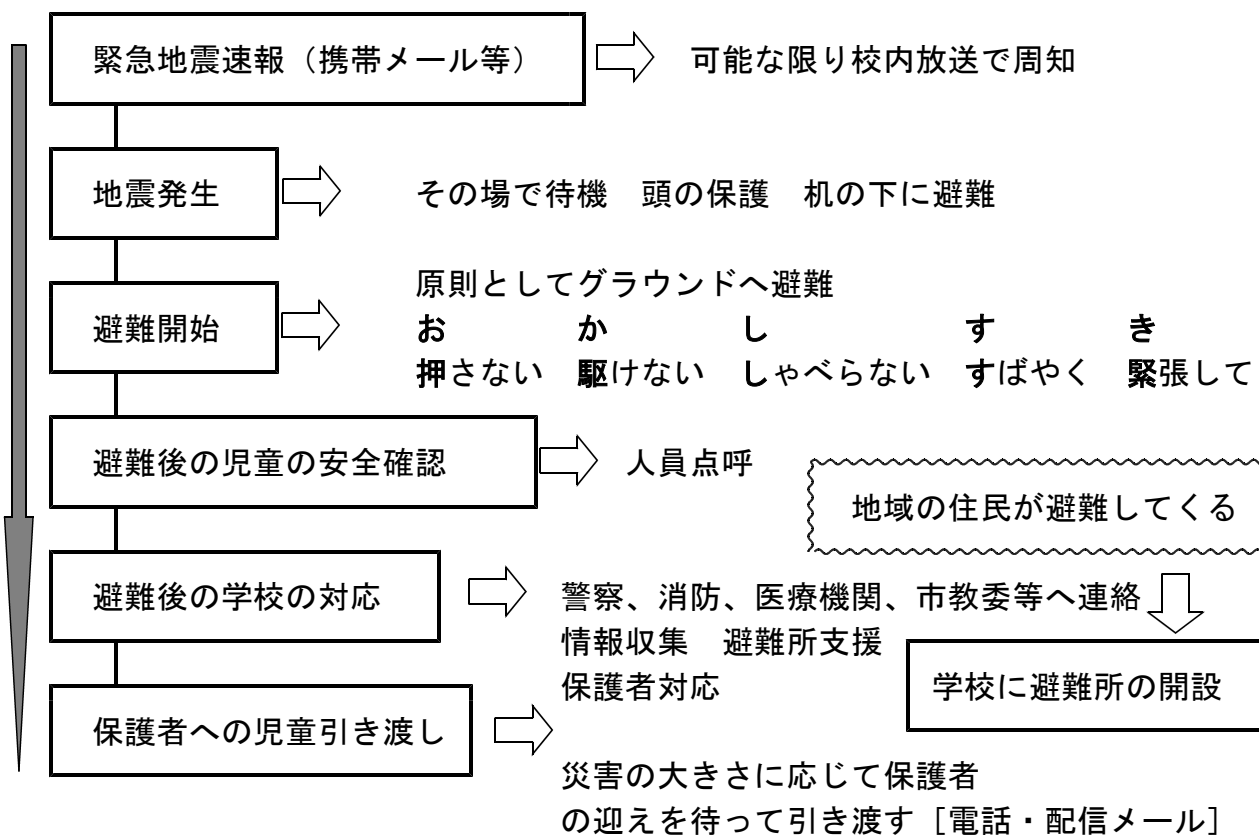 緊急地震速報（携帯メール等）
可能な限り校内放送で周知
地震発生
その場で待機　頭の保護　机の下に避難
避難開始
原則としてグラウンドへ避難
お　か　し　す　き
押さない　駆けない　しゃべらない　すばやく　緊張して
避難後の児童の安全確認
人員点呼
地域の住民が避難してくる
避難後の学校の対応
警察、消防、医療機関、市教委等へ連絡
情報収集　避難所支援
保護者対応
学校に避難所の開設
保護者への児童引き渡し
災害の大きさに応じて保護者
の迎えを待って引き渡す［電話・配信メール］